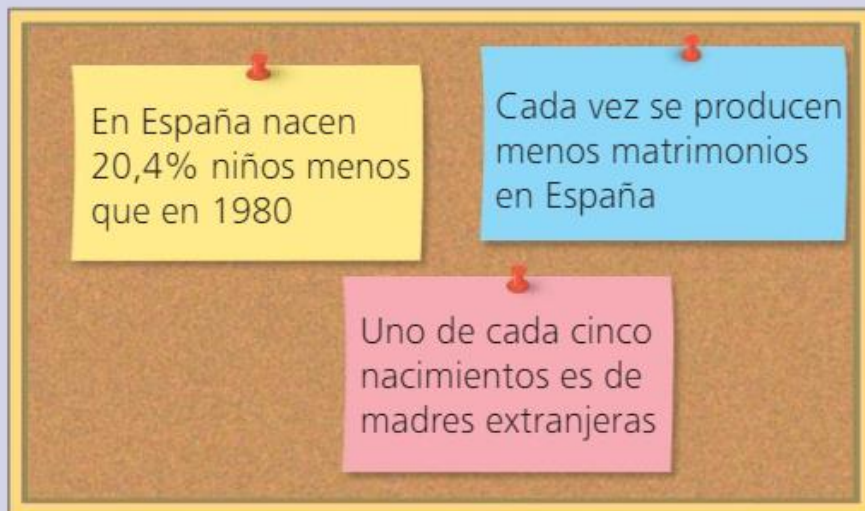 En España nacen
20,4% niños menos
que en 1980
Cada vez se producen
menos matrimonios
en España
Uno de cada cinco
nacimientos es de
madres extranjeras